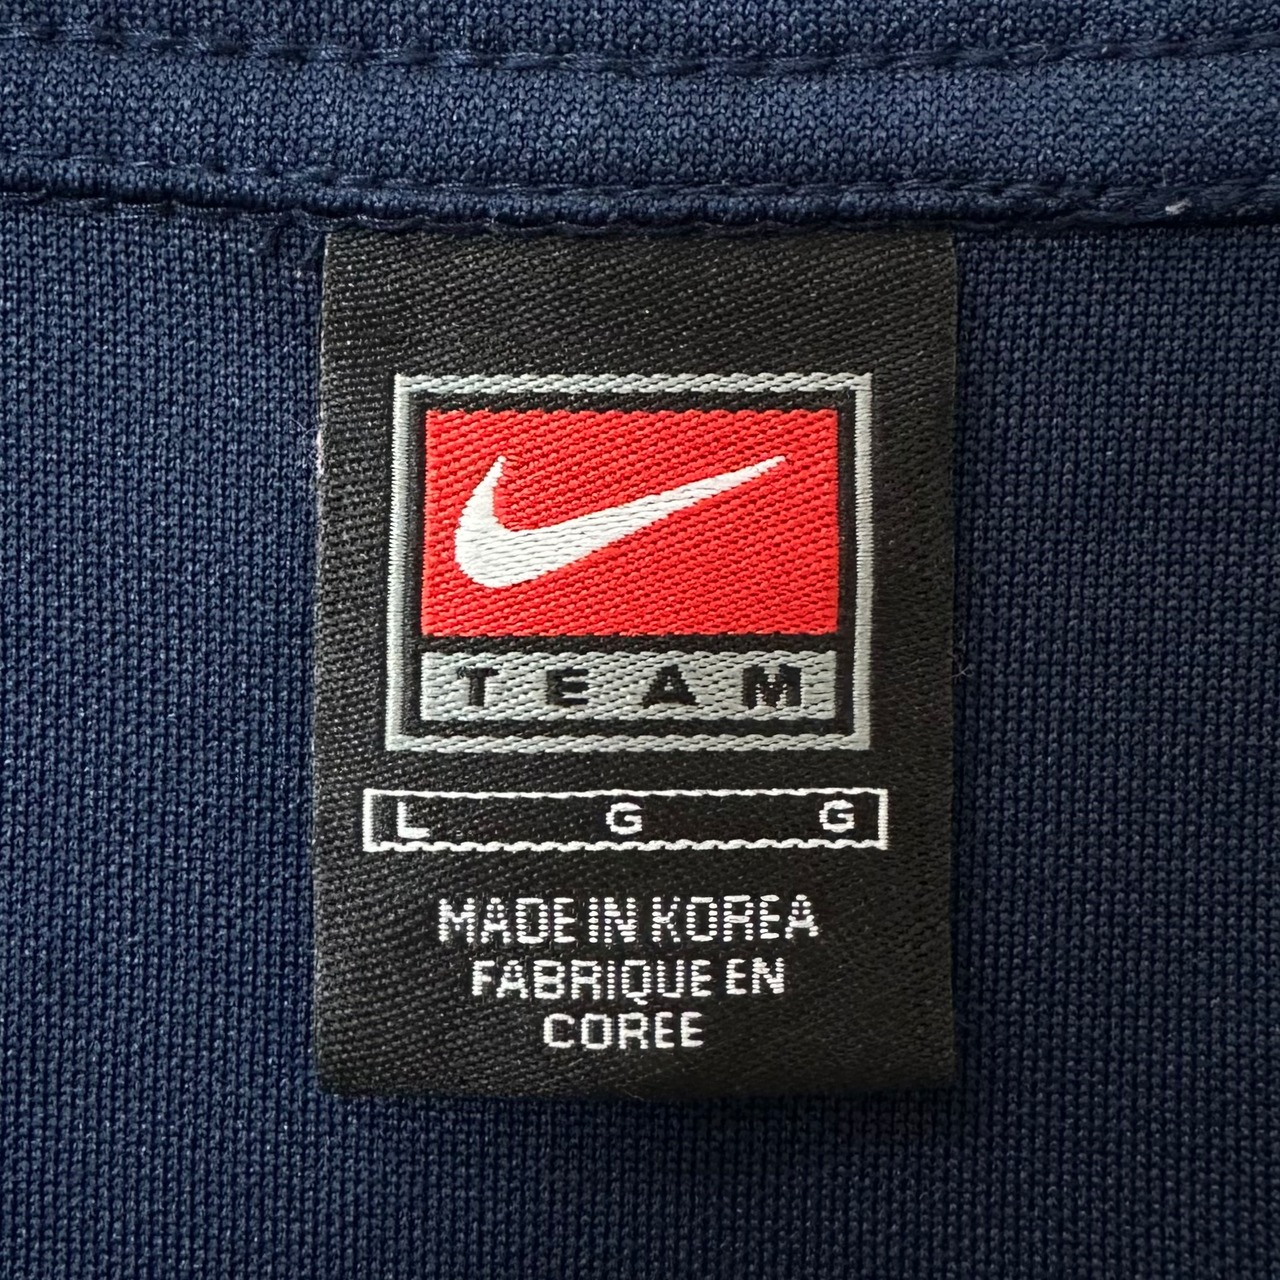 TEAM
L G G
MADE IN KOREA
FABRIQUE EN
COREE